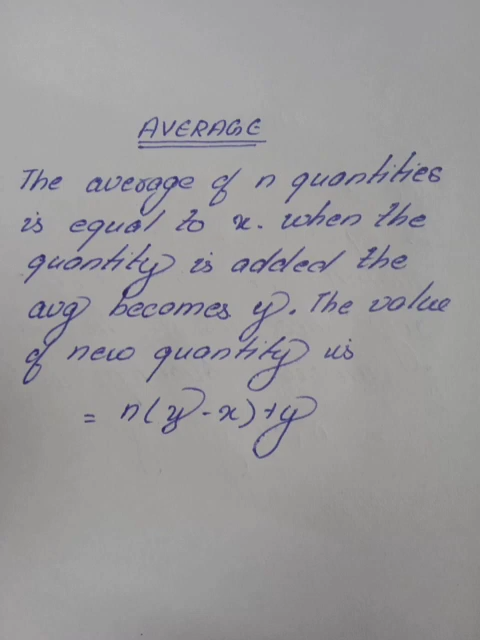 AVERAGE
The average of n quantities
is equal to x. when the
quantity is added the
avg becomes y. The value
of new quantity is
= n(y-x)+y